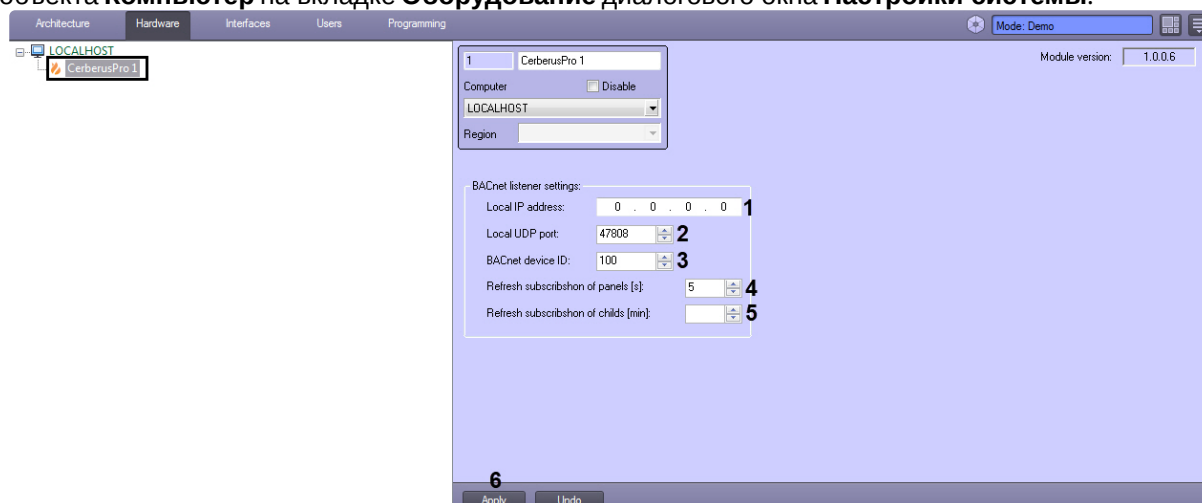 объекта Компьютер на вкладке Оборудование диалогового окна Настройки системы.
Architecture Hardware Interfaces Users Programming Mode: Demo
LOCALHOST
CerberusPro 1
1 CerberusPro 1 Module version: 1.0.0.6
Computer Disable
LOCALHOST
Region
BACnet listener settings:
Local IP address: 0 . 0 . 0 . 0 1
Local UDP port: 47808 2
BACnet device ID: 100 3
Refresh subscribshon of panels [s]: 5 4
Refresh subscribshon of childs [min]: 5
6
Apply Undo